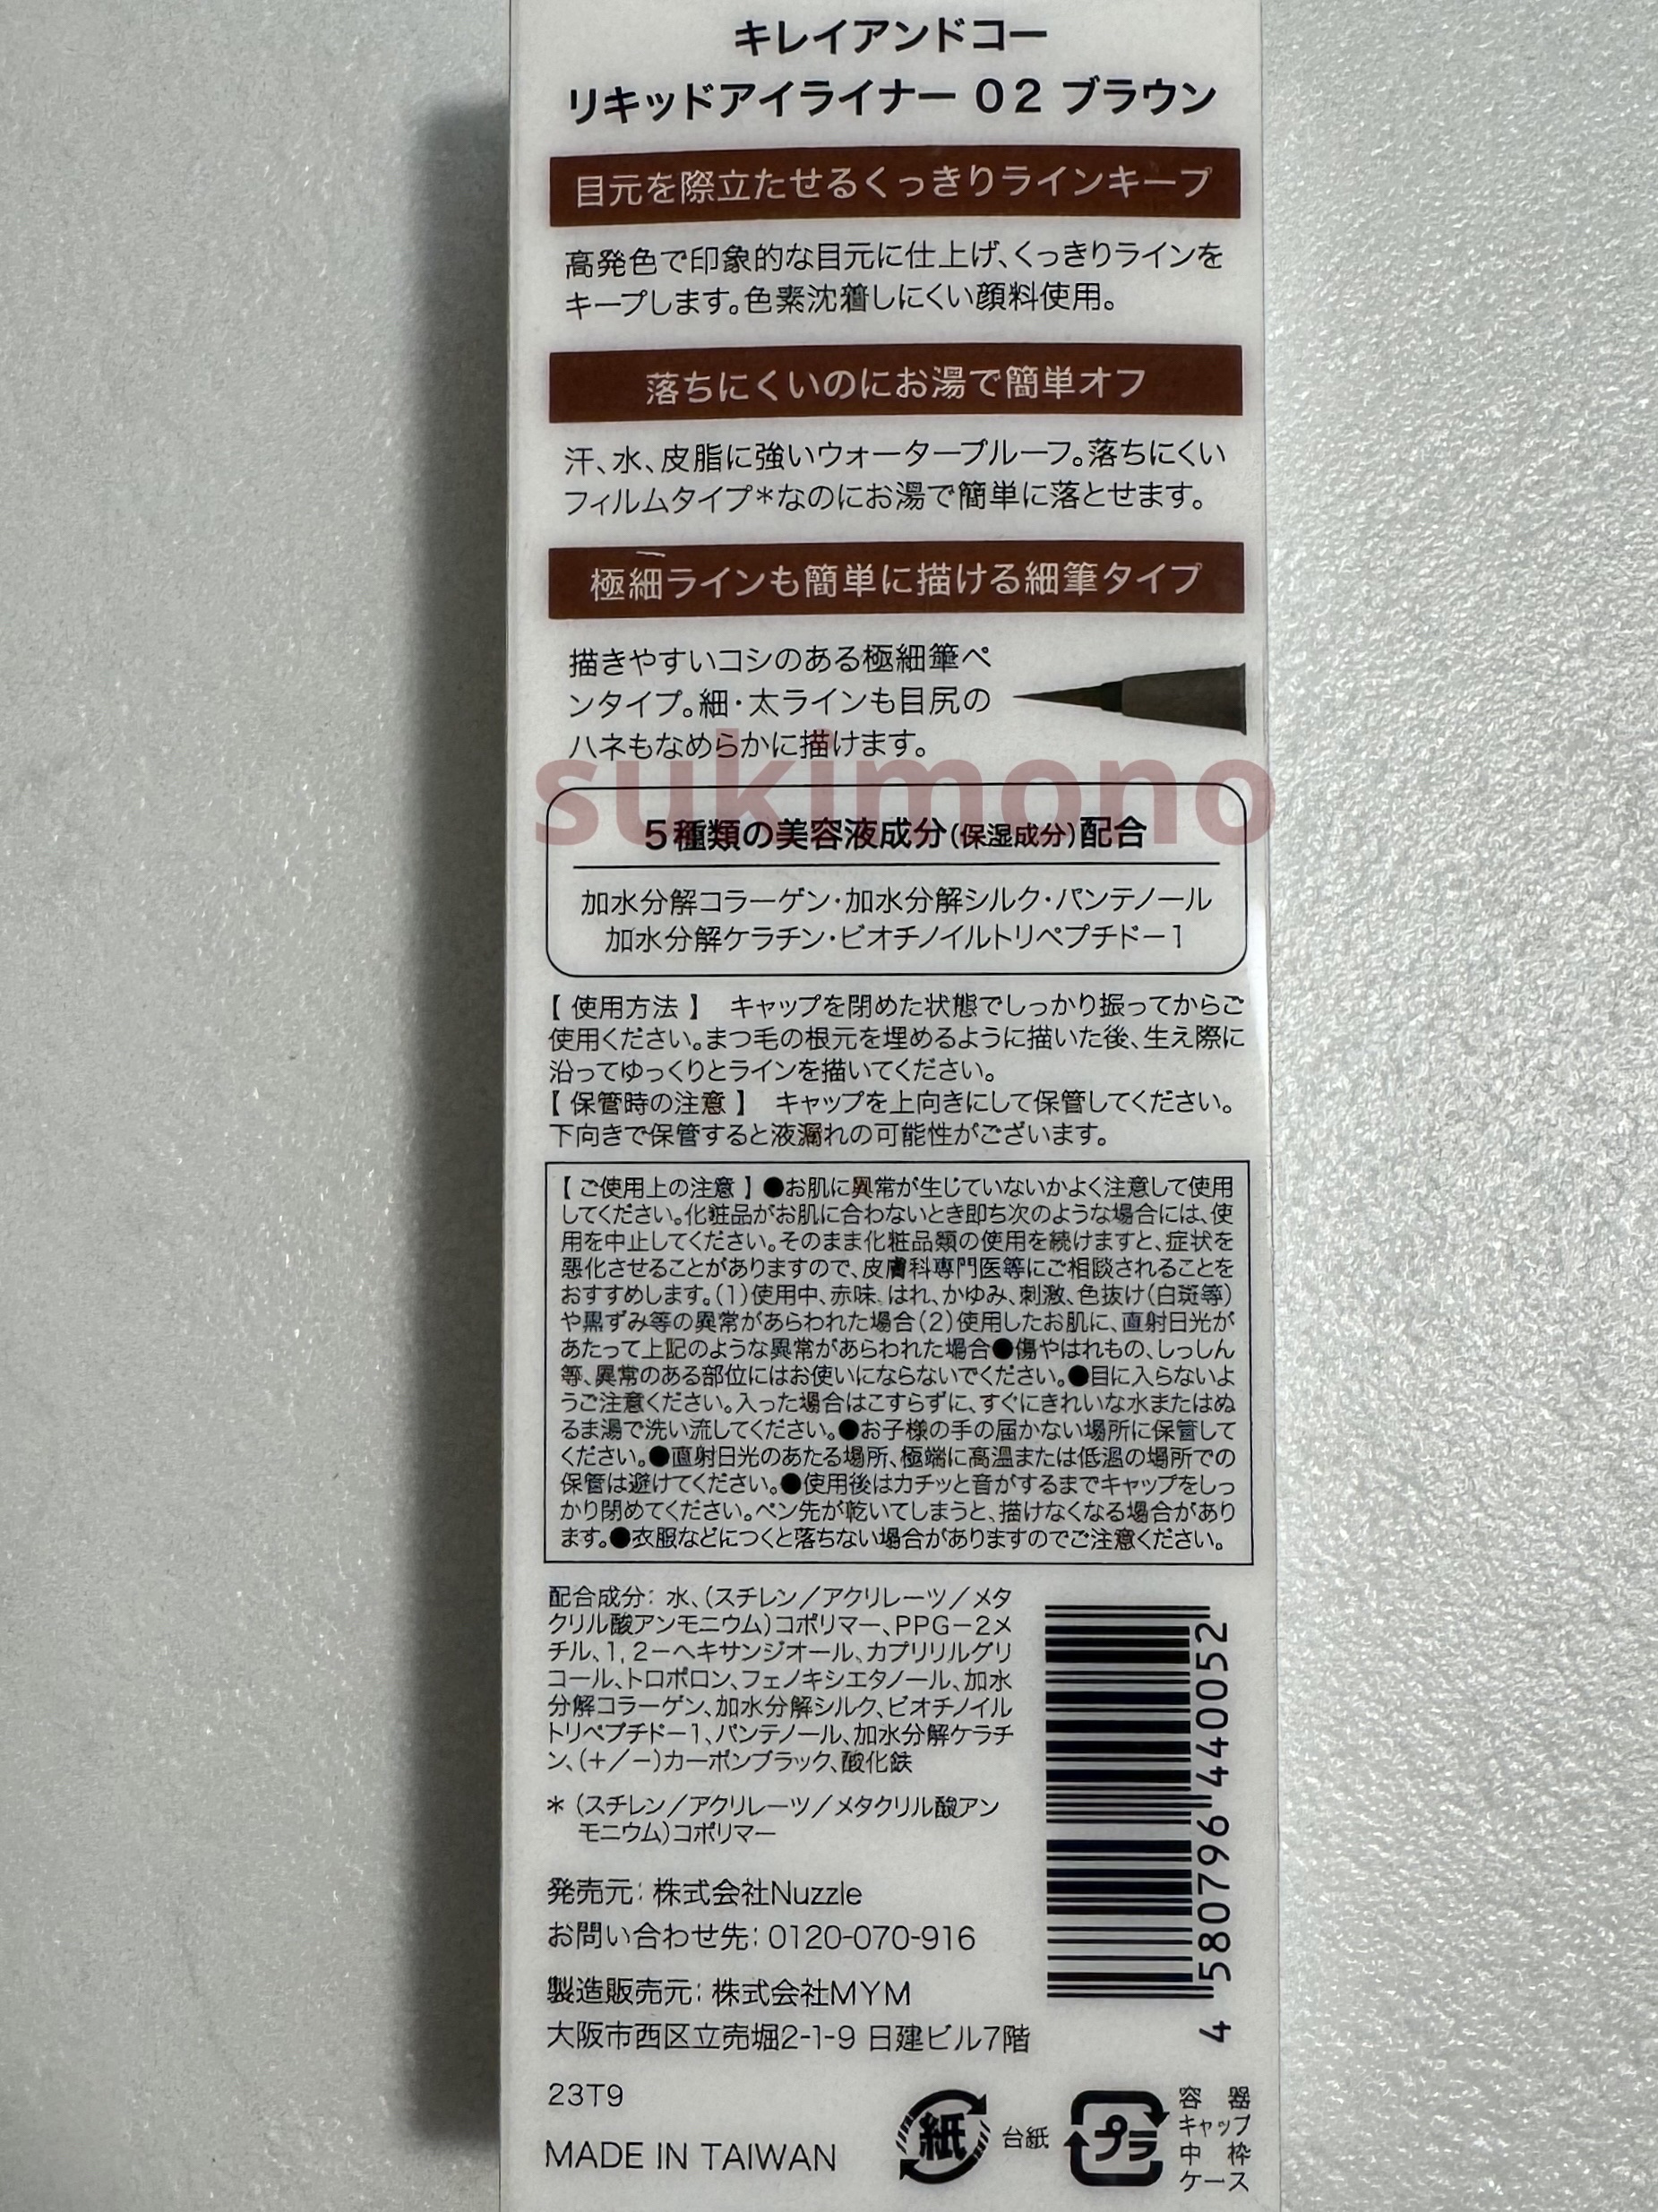 キレイアンドコー
リキッドアイライナー 02 ブラウン
目元を際立たせるくっきりラインキープ
高発色で印象的な目元に仕上げ、くっきりラインを
キープします。色素沈着しにくい顔料使用。
落ちにくいのにお湯で簡単オフ
汗、水、皮脂に強いウォータープルーフ。落ちにくい
フィルムタイプ*なのにお湯で簡単に落とせます。
極細ラインも簡単に描ける細筆タイプ
描きやすいコシのある極細筆ペ
ンタイプ。細・太ラインも目尻の
ハネもなめらかに描けます。
sukimono
5種類の美容液成分(保湿成分)配合
加水分解コラーゲン・加水分解シルク・パンテノール
加水分解ケラチン・ビオチノイルトリペプチドー1
【使用方法】 キャップを閉めた状態でしっかり振ってからご
使用ください。まつ毛の根元を埋めるように描いた後、生え際に
沿ってゆっくりとラインを描いてください。
【保管時の注意】 キャップを上向きにして保管してください。
下向きで保管すると液漏れの可能性がございます。
【ご使用上の注意】●お肌に異常が生じていないかよく注意して使用
してください。化粧品がお肌に合わないとき即ち次のような場合には、使
用を中止してください。そのまま化粧品類の使用を続けますと、症状を
悪化させることがありますので、皮膚科専門医等にご相談されることを
おすすめします。(1)使用中、赤味、はれ、かゆみ、刺激、色抜け(白斑等)
や黒ずみ等の異常があらわれた場合(2)使用したお肌に、直射日光が
あたって上記のような異常があらわれた場合●傷やはれもの、しっしん
等、異常のある部位にはお使いにならないでください。●目に入らないよ
うご注意ください。入った場合はこすらずに、すぐにきれいな水またはぬ
るま湯で洗い流してください。●お子様の手の届かない場所に保管して
ください。●直射日光のあたる場所、極端に高温または低温の場所での
保管は避けてください。●使用後はカチッと音がするまでキャップをしっ
かり閉めてください。ペン先が乾いてしまうと、描けなくなる場合があり
ます。●衣服などにつくと落ちない場合がありますのでご注意ください。
配合成分:水、(スチレン/アクリレーツ/メタ
クリル酸アンモニウム)コポリマー、PPG-2メ
チル、1,2-ヘキサンジオール、カプリリルグリ
コール、トロポロン、フェノキシエタノール、加水
分解コラーゲン、加水分解シルク、ビオチノイル
トリペプチドー1、パンテノール、加水分解ケラチ
ン、(+/-)カーボンブラック、酸化鉄
*(スチレン/アクリレーツ/メタクリル酸アン
モニウム)コポリマー
発売元:株式会社Nuzzle
お問い合わせ先:0120-070-916
製造販売元:株式会社MYM
大阪市西区立売堀2-1-9 日建ビル7階
23T9
MADE IN TAIWAN
4 580796 440052
紙 台紙
プラ
容 器
キャップ
中 枠
ケース